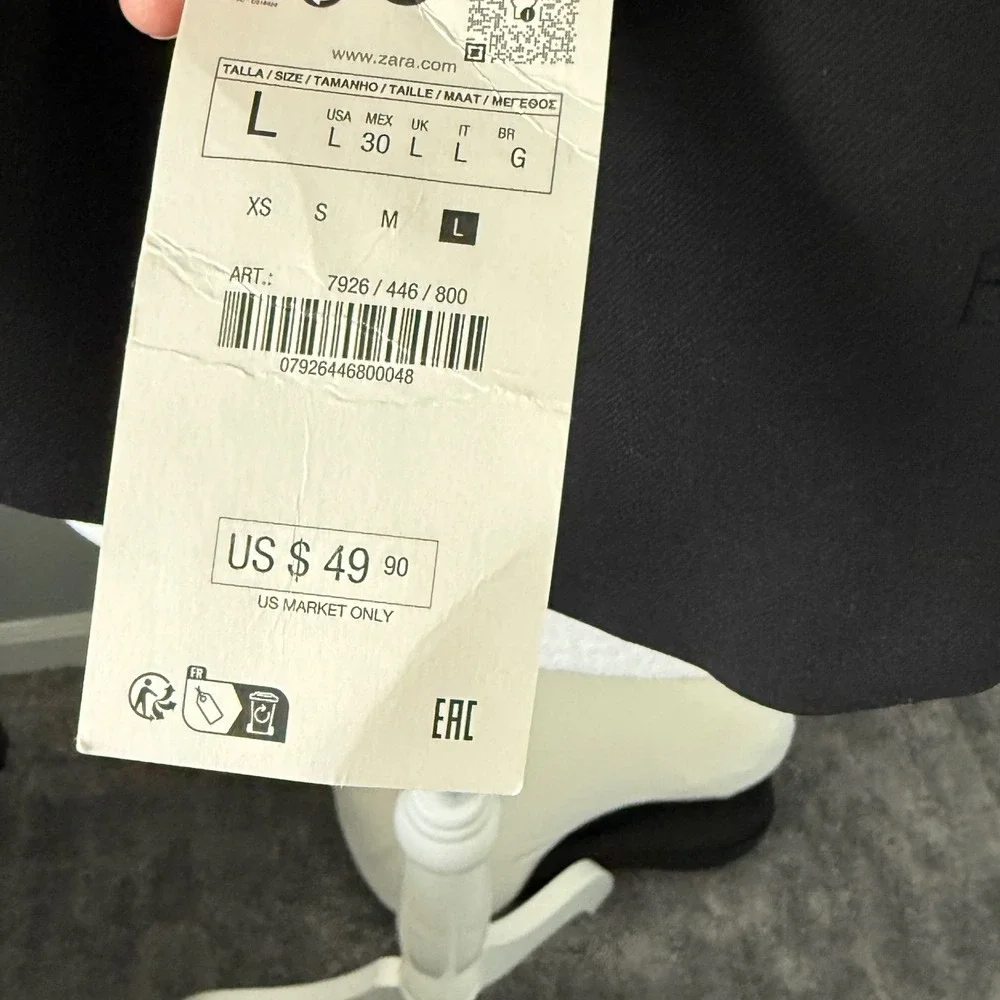 www.zara.com
TALLA / SIZE / TAMANHO / TAILLE / MAAT / ΜΕΓΕΘΟΣ
L
USA MEX UK IT BR
L 30 L L G
XS S M L
ART.: 7926 / 446 / 800
07926446800048
US $ 49 90
US MARKET ONLY
FR
EAC